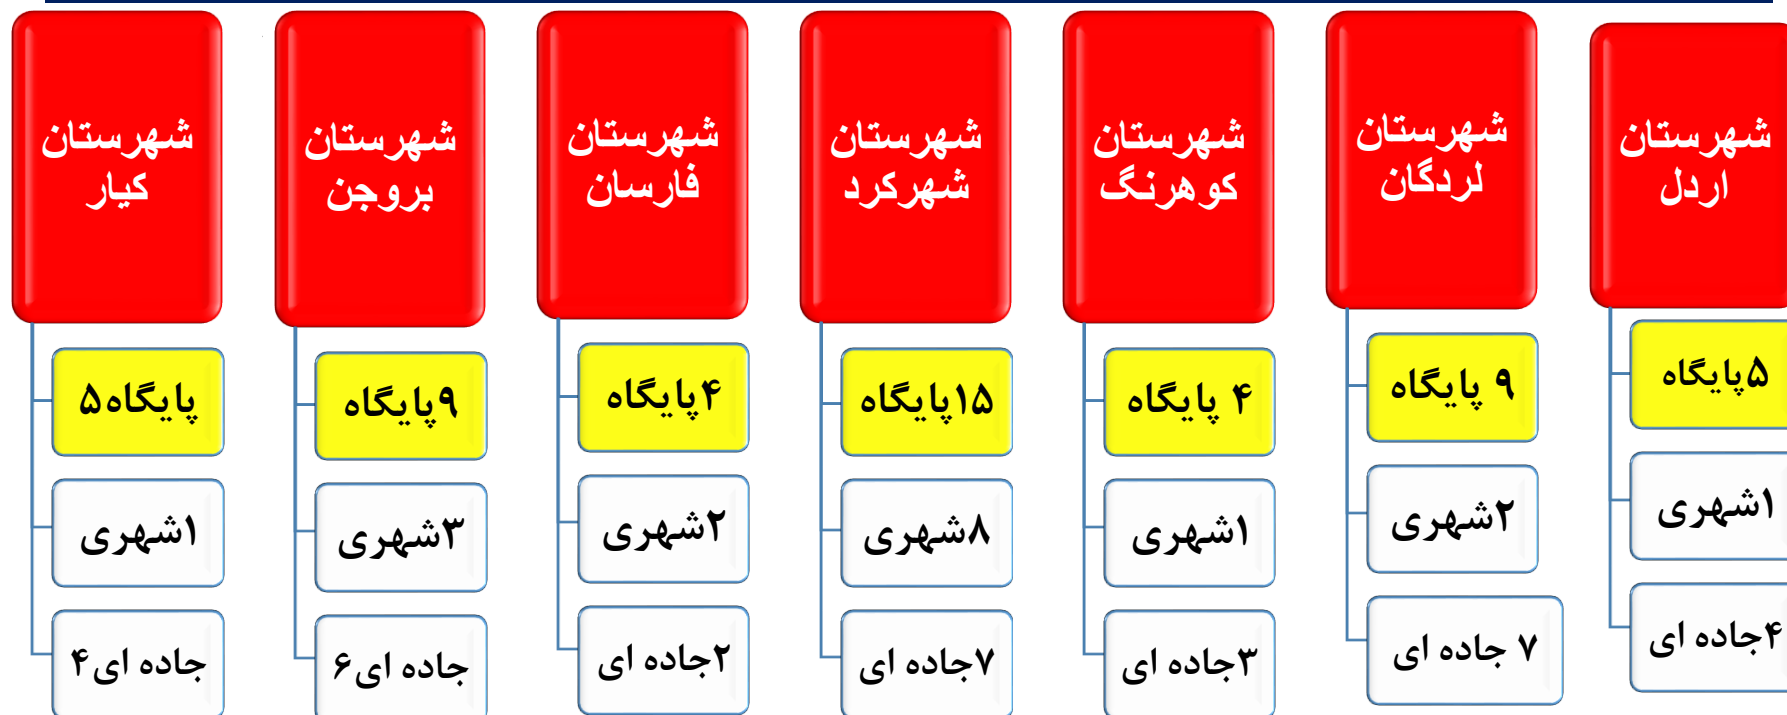 شهرستان
اردل
۵پایگاه
۱شهری
۴جاده ای
شهرستان
لردگان
۹ پایگاه
۲شهری
۷ جاده ای
شهرستان
کوهرنگ
۴ پایگاه
۱شهری
۳جاده ای
شهرستان
شهرکرد
۱۵پایگاه
۸شهری
۷جاده ای
شهرستان
فارسان
۴پایگاه
۲شهری
۲جاده ای
شهرستان
بروجن
۹پایگاه
۳شهری
جاده ای۶
شهرستان
کیار
پایگاه۵
۱شهری
جاده ای۴